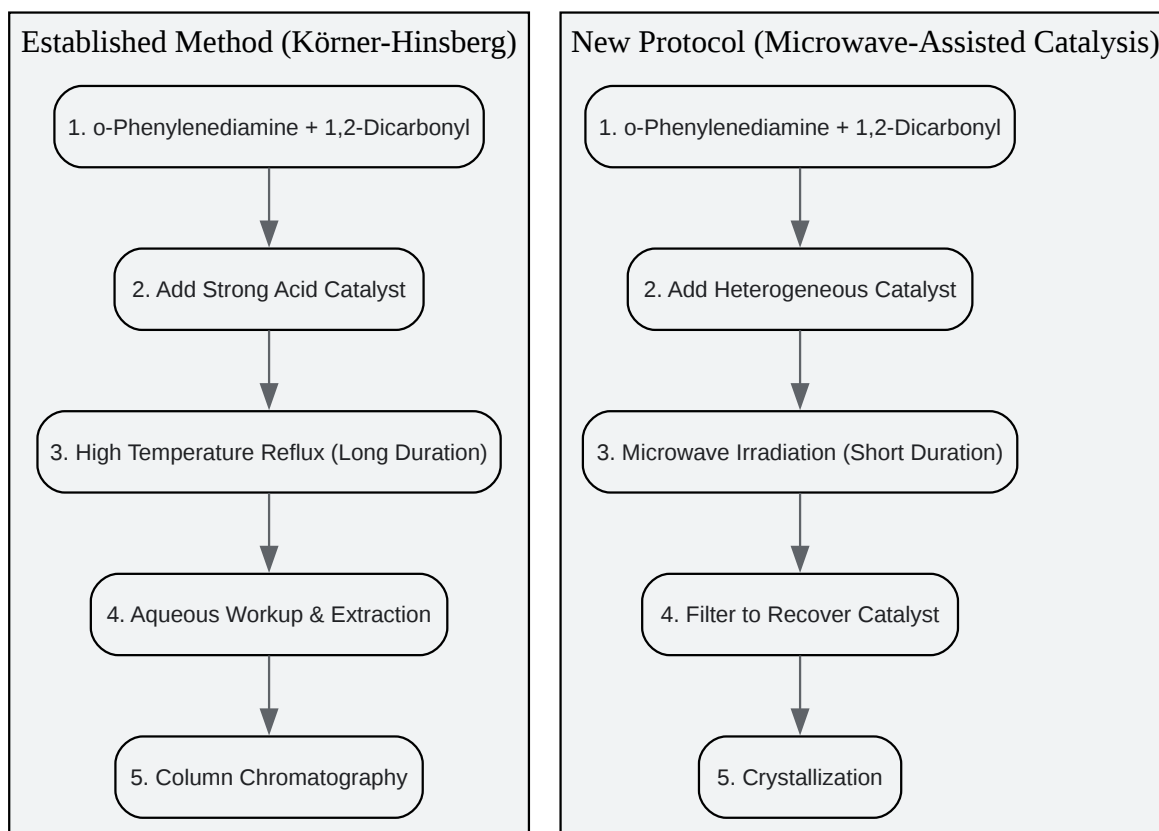 Established Method (Körner-Hinsberg)
1. o-Phenylenediamine + 1,2-Dicarbonyl
2. Add Strong Acid Catalyst
3. High Temperature Reflux (Long Duration)
4. Aqueous Workup & Extraction
5. Column Chromatography
New Protocol (Microwave-Assisted Catalysis)
1. o-Phenylenediamine + 1,2-Dicarbonyl
2. Add Heterogeneous Catalyst
3. Microwave Irradiation (Short Duration)
4. Filter to Recover Catalyst
5. Crystallization